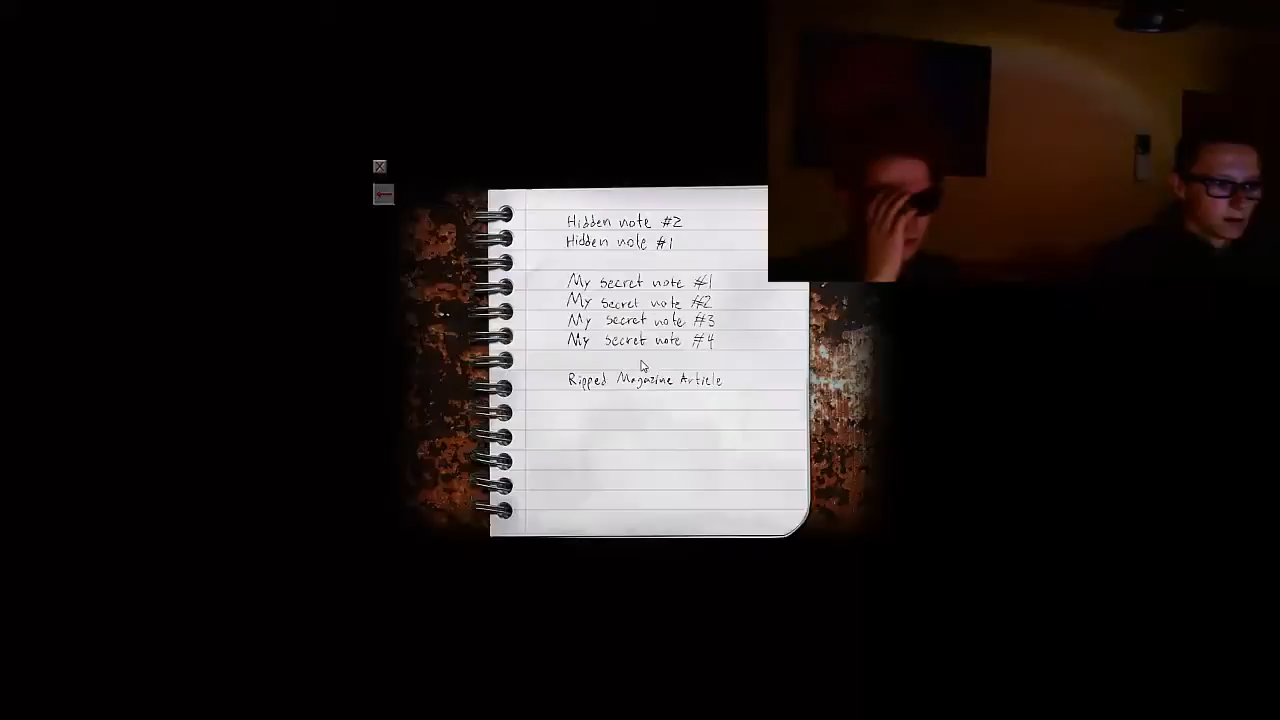 Hidden note #2
Hidden note #1
My secret note #1
My secret note #2
My secret note #3
My secret note #4
Ripped Magazine Article